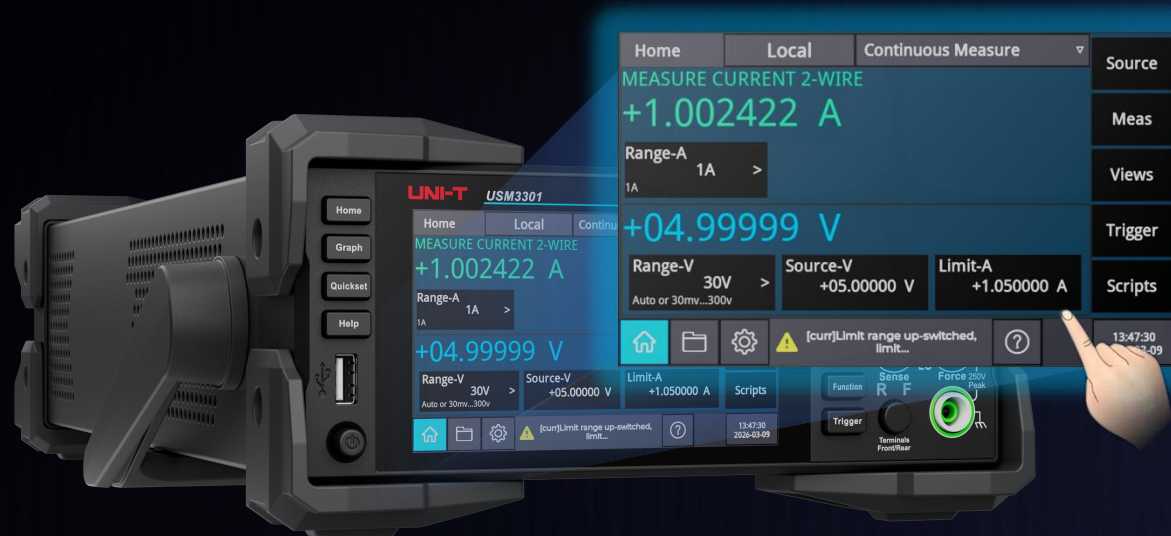 Home
Local
Continuous Measure
Source
MEASURE CURRENT 2-WIRE
+1.002422 A
Meas
Range-A
1A >
1A
Views
+04.99999 V
Trigger
Range-V
30V >
Auto or 30mv...300v
Source-V
+05.00000 V
Limit-A
+1.050000 A
Scripts
[curr]Limit range up-switched,
limit...
?
13:47:30
-09
UNI-T
USM3301
Home
Graph
Quickset
Help
Home
Local
Continu
MEASURE CURRENT 2-WIRE
+1.002422 A
Range-A
1A >
1A
+04.99999 V
Range-V
30V >
Auto or 30mv...300v
Source-V
+05.00000 V
Limit-A
+1.050000 A
Scripts
[curr]Limit range up-switched,
limit...
?
13:47:30
2026-03-09
Function
Trigger
Sense
R F
Force
250V
Peak
Terminals
Front/Rear